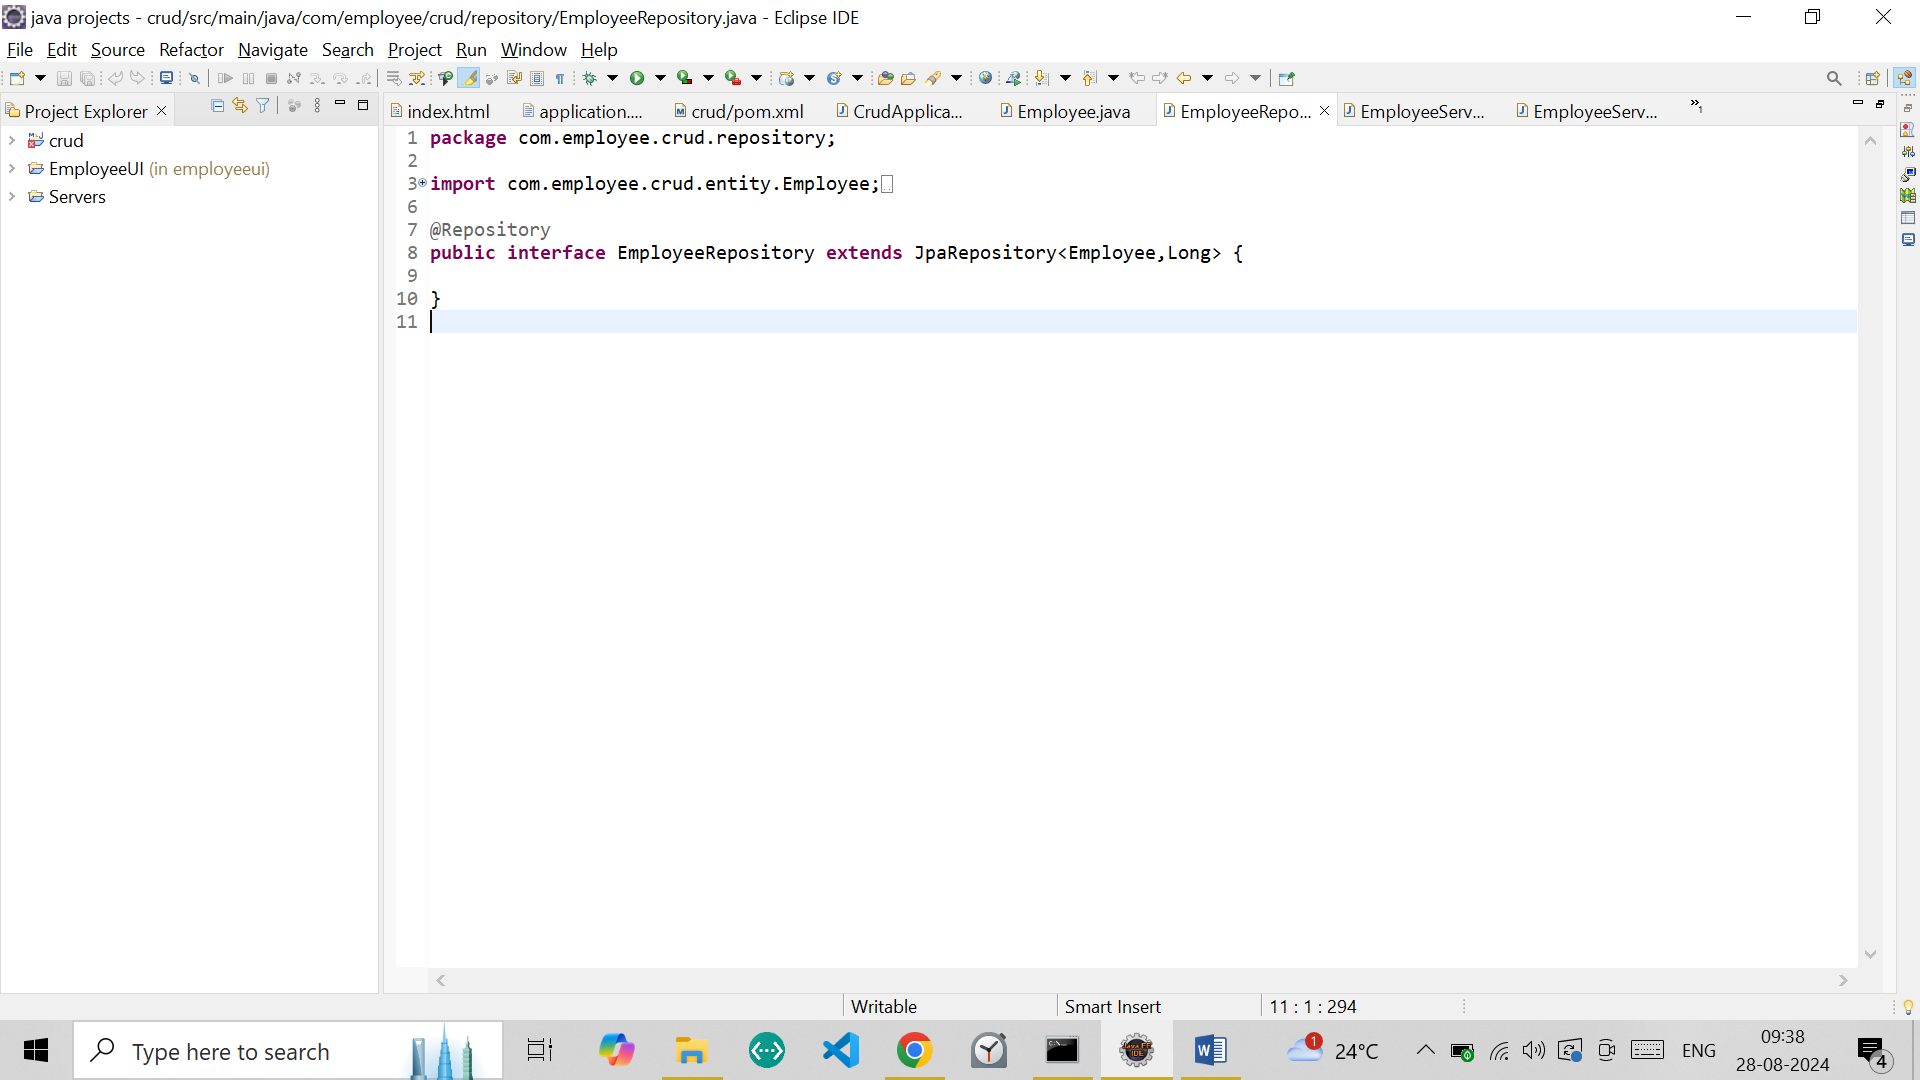 java projects - crud/src/main/java/com/employee/crud/repository/EmployeeRepository.java - Eclipse IDE
File Edit Source Refactor Navigate Search Project Run Window Help
Project Explorer
index.html application.... crud/pom.xml CrudApplica... Employee.java EmployeeRepo... EmployeeServ... EmployeeServ... »1
crud
EmployeeUI (in employeeui)
Servers
1 package com.employee.crud.repository;
2
3 import com.employee.crud.entity.Employee;
6
7 @Repository
8 public interface EmployeeRepository extends JpaRepository<Employee,Long> {
9
10 }
11
Writable Smart Insert 11 : 1 : 294
Type here to search 1 24°C ENG 09:38
28-08-2024 4